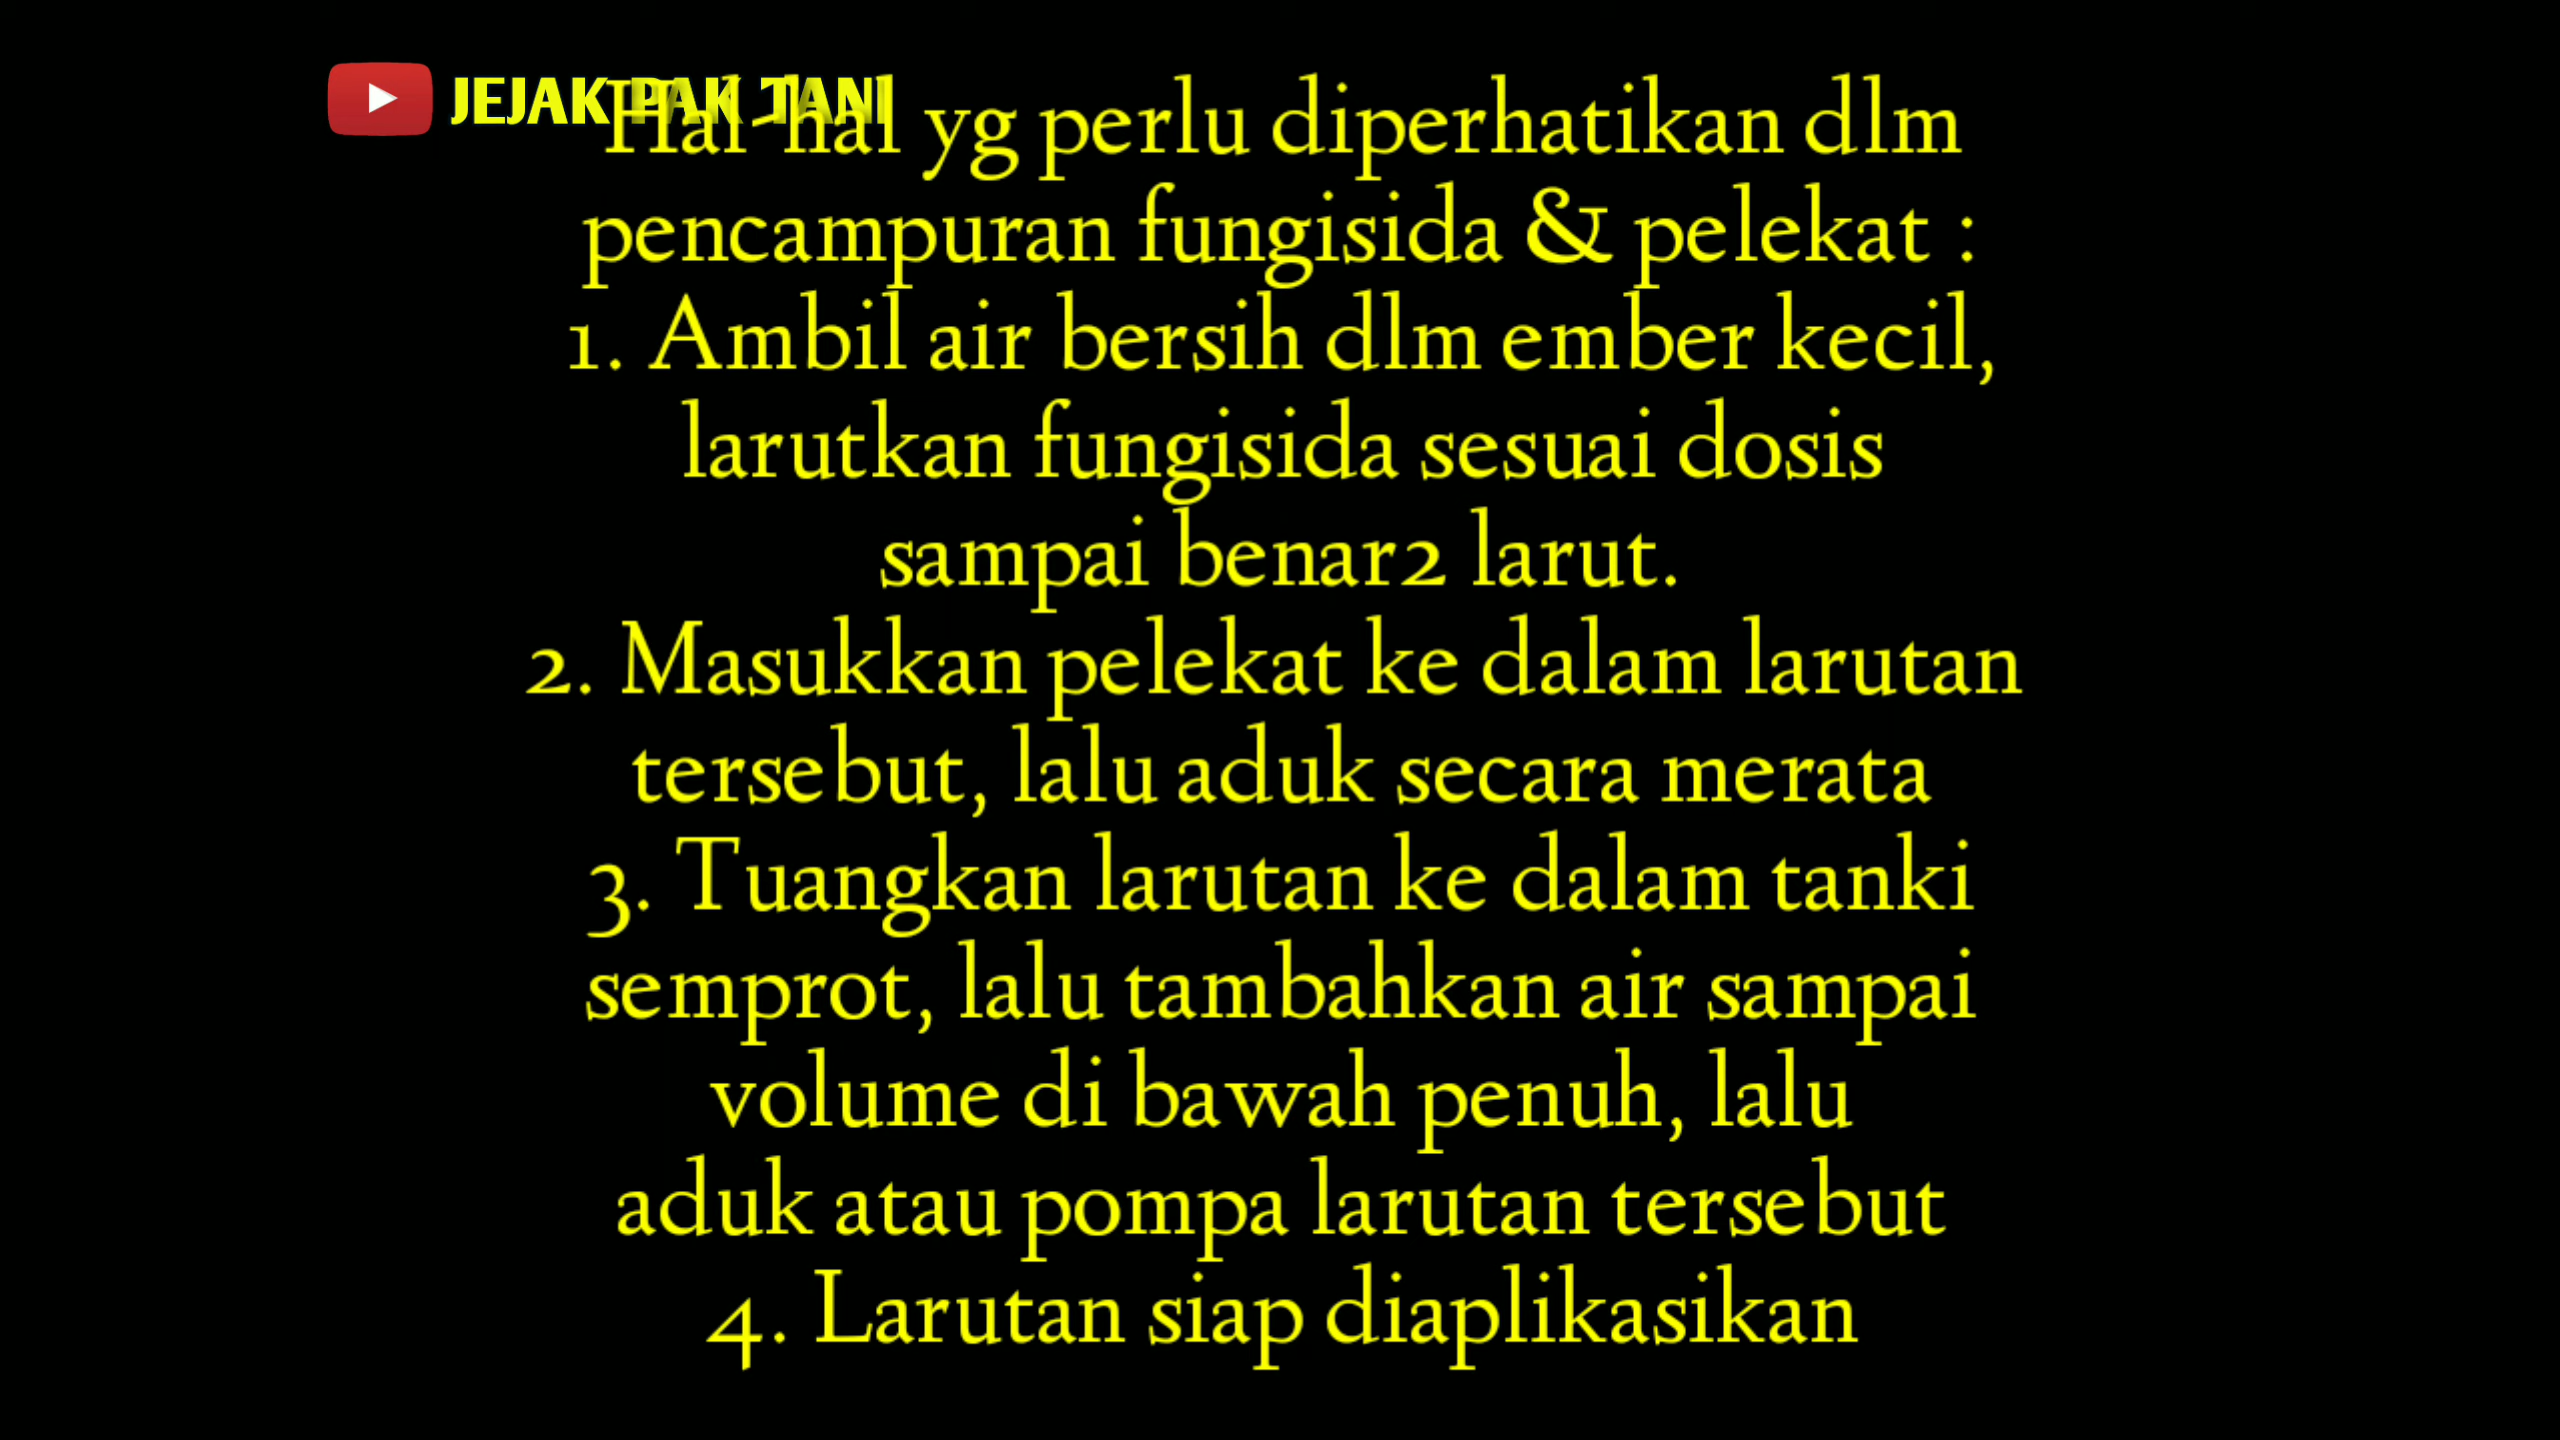 JEJAK PAK TANI
Hal-hal yg perlu diperhatikan dlm
pencampuran fungisida & pelekat :
1. Ambil air bersih dlm ember kecil,
larutkan fungisida sesuai dosis
sampai benar2 larut.
2. Masukkan pelekat ke dalam larutan
tersebut, lalu aduk secara merata
3. Tuangkan larutan ke dalam tanki
semprot, lalu tambahkan air sampai
volume di bawah penuh, lalu
aduk atau pompa larutan tersebut
4. Larutan siap diaplikasikan